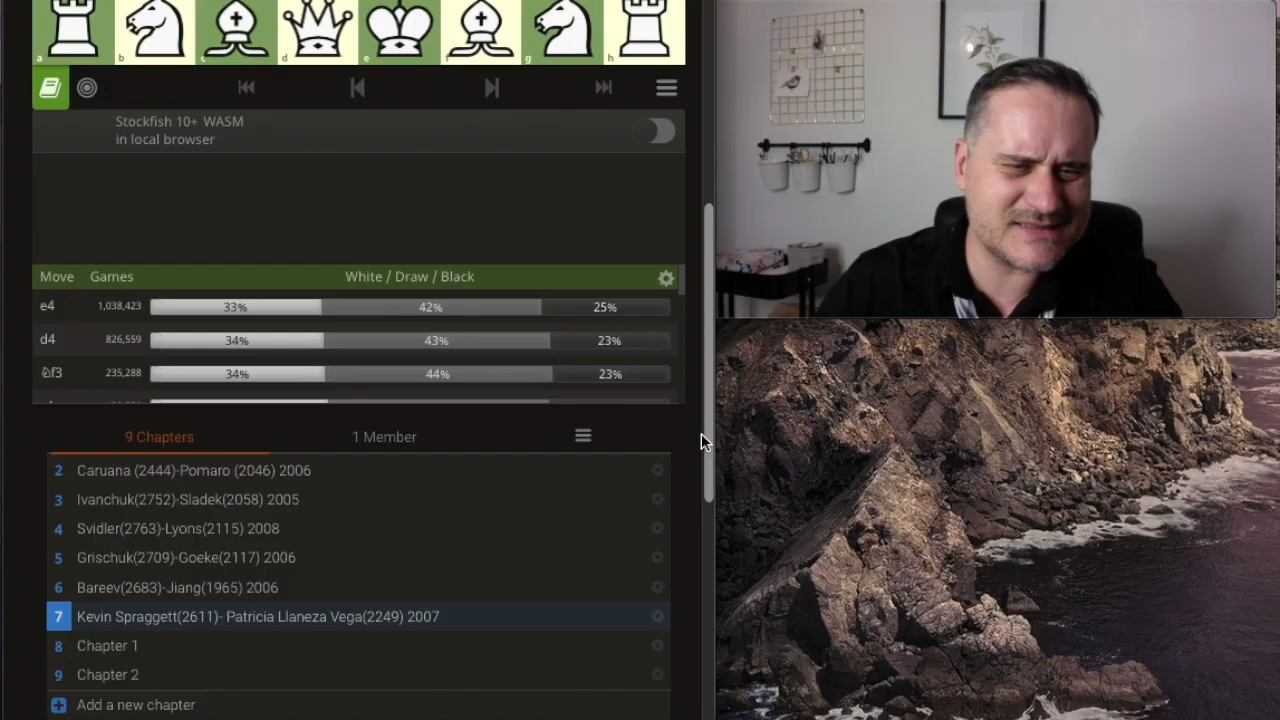 a b c d e f g h
Stockfish 10+ WASM
in local browser
Move Games White / Draw / Black
e4 1,038,423 33% 42% 25%
d4 826,559 34% 43% 23%
♘f3 235,288 34% 44% 23%
9 Chapters 1 Member
2 Caruana (2444)-Pomaro (2046) 2006
3 Ivanchuk(2752)-Sladek(2058) 2005
4 Svidler(2763)-Lyons(2115) 2008
5 Grischuk(2709)-Goeke(2117) 2006
6 Bareev(2683)-Jiang(1965) 2006
7 Kevin Spraggett(2611)- Patricia Llaneza Vega(2249) 2007
8 Chapter 1
9 Chapter 2
Add a new chapter